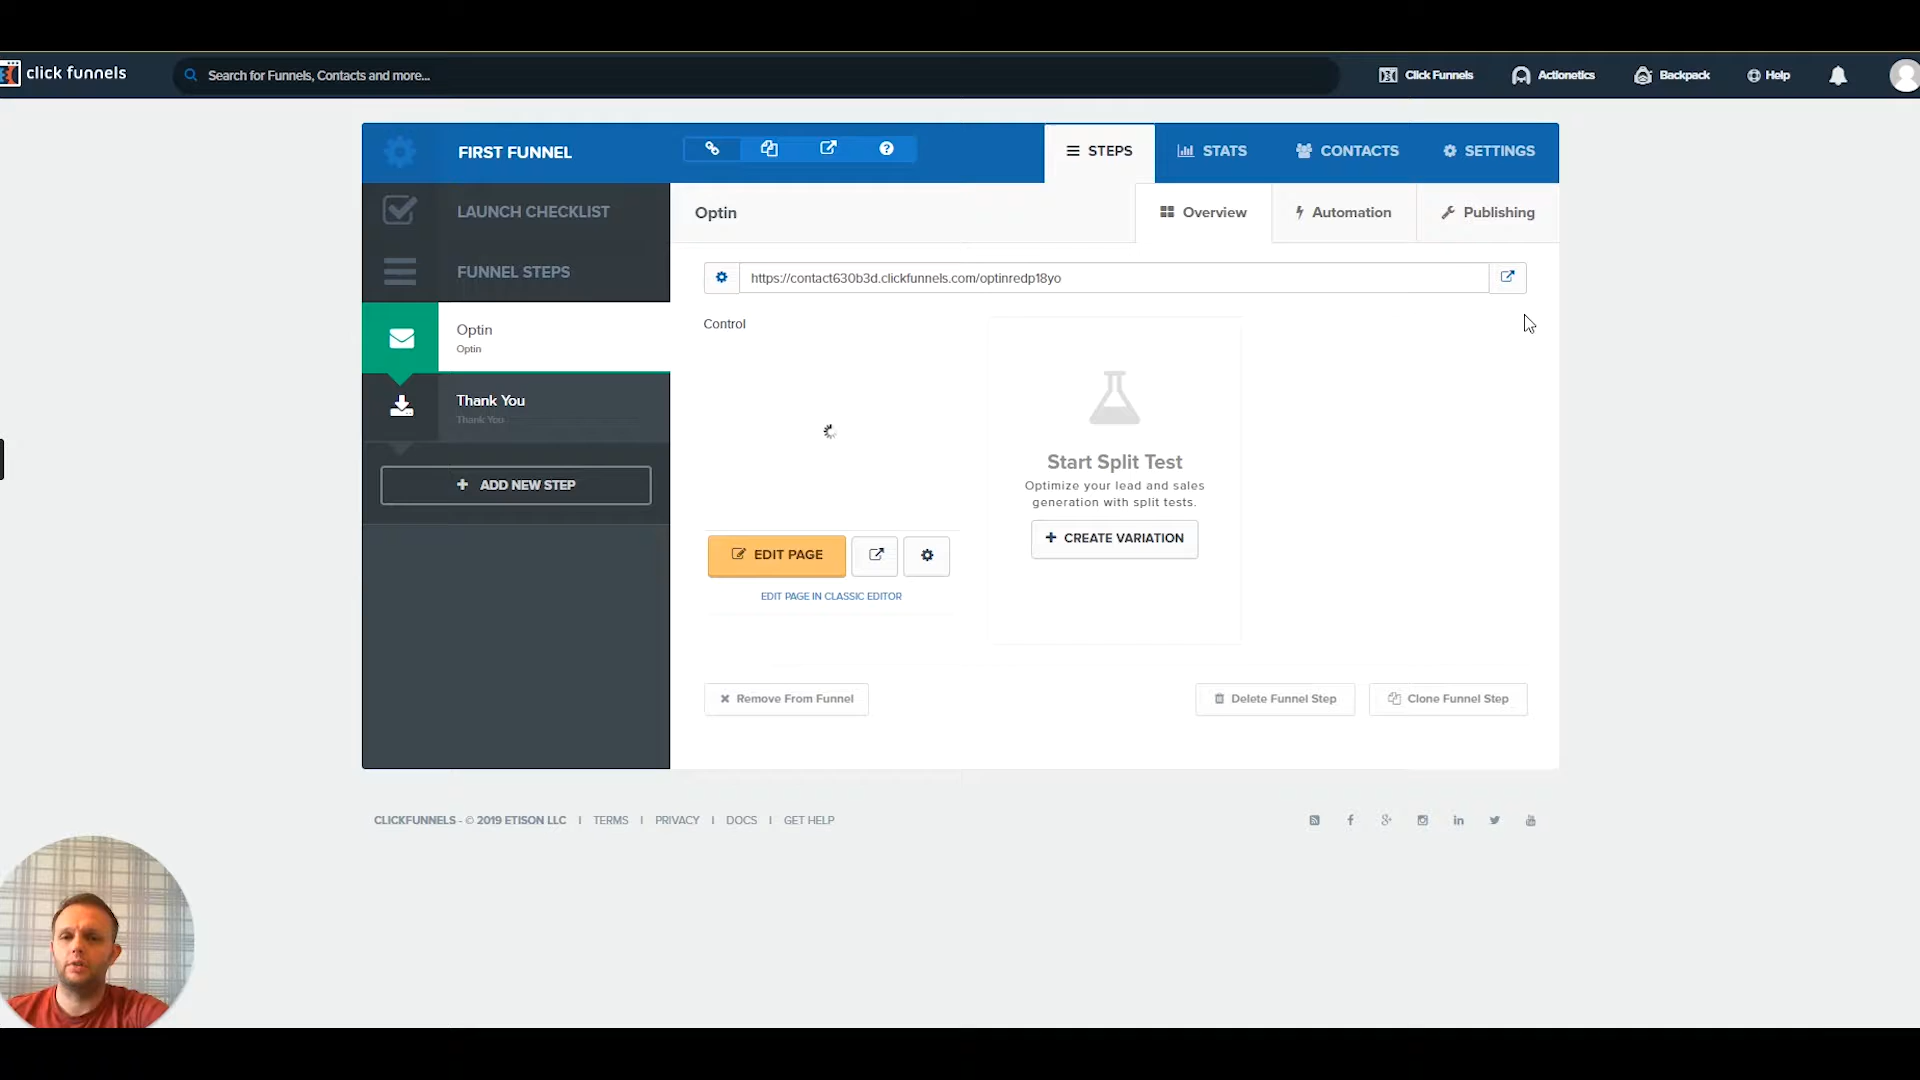 click funnels
Search for Funnels, Contacts and more...
Click Funnels
Actionetics
Backpack
Help
FIRST FUNNEL
STEPS
STATS
CONTACTS
SETTINGS
LAUNCH CHECKLIST
FUNNEL STEPS
Optin
Overview
Automation
Publishing
https://contact630b3d.clickfunnels.com/optinredp18yo
Optin
Optin
Control
Thank You
Thank You
ADD NEW STEP
Start Split Test
Optimize your lead and sales
generation with split tests.
CREATE VARIATION
EDIT PAGE
EDIT PAGE IN CLASSIC EDITOR
Remove From Funnel
Delete Funnel Step
Clone Funnel Step
CLICKFUNNELS - © 2019 ETISON LLC | TERMS | PRIVACY | DOCS | GET HELP